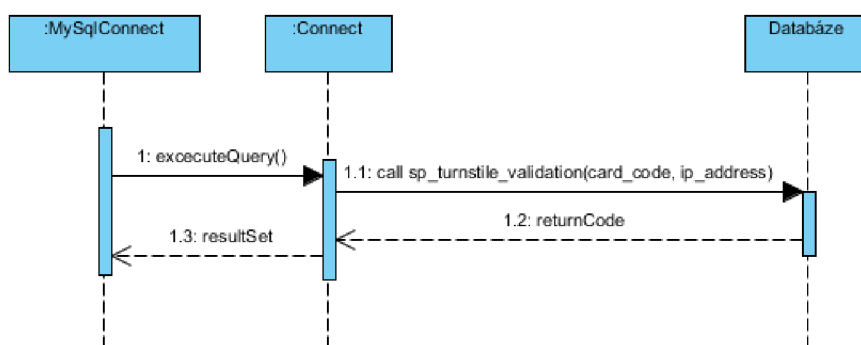 :MySqlConnect
:Connect
Databáze
1: excecuteQuery()
1.1: call sp_turnstile_validation(card_code, ip_address)
1.2: returnCode
1.3: resultSet